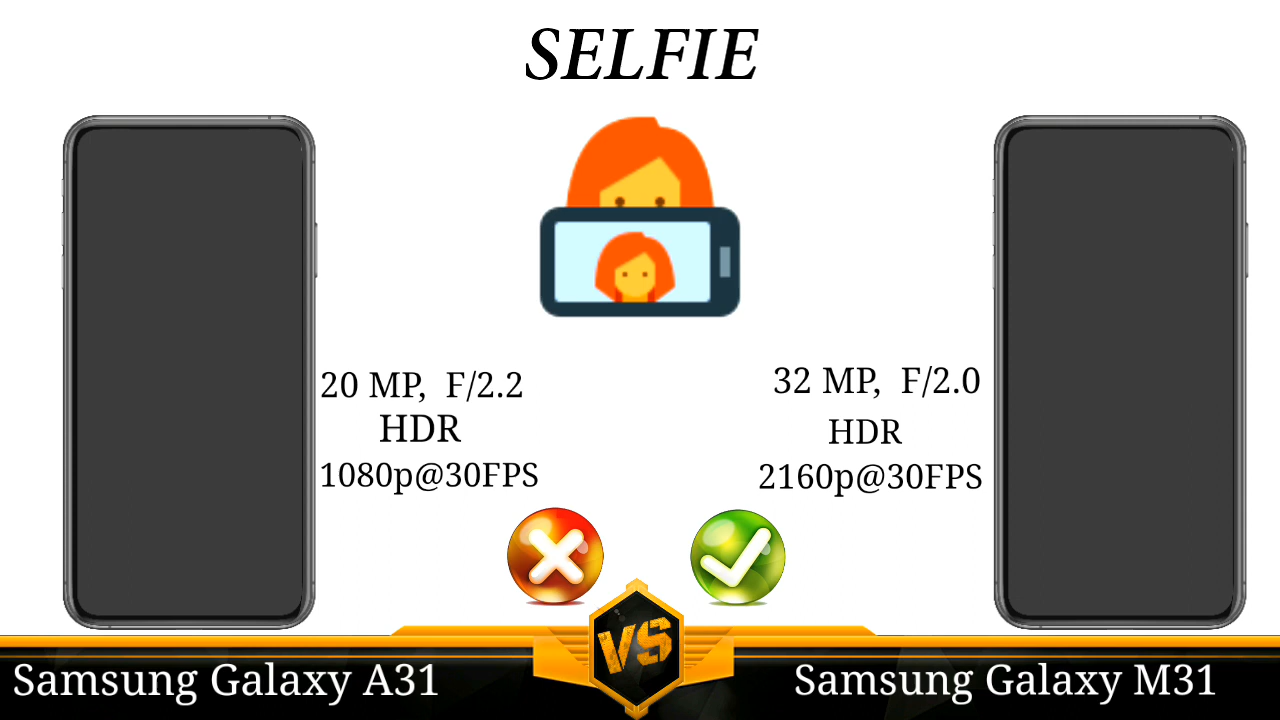 SELFIE
20 MP, F/2.2
HDR
1080p@30FPS
32 MP, F/2.0
HDR
2160p@30FPS
VS
Samsung Galaxy A31
Samsung Galaxy M31